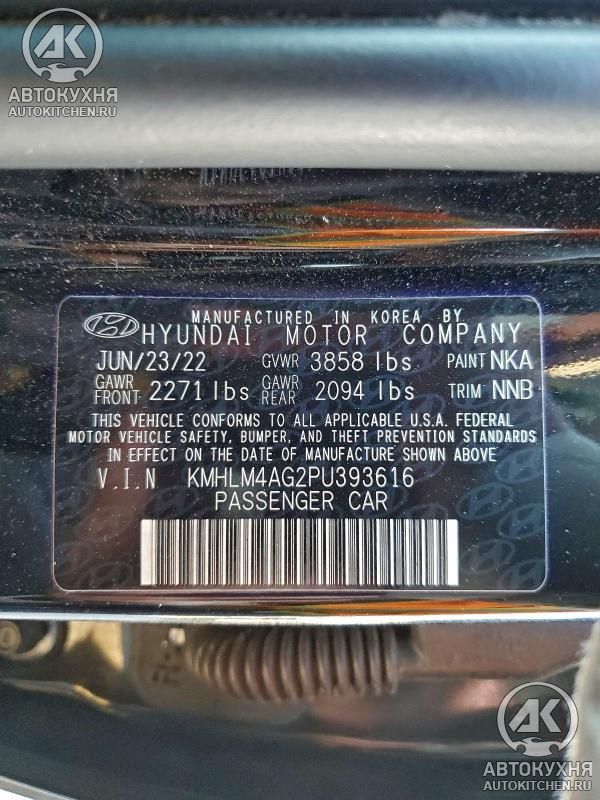 AK
АВТОКУХНЯ
AUTOKITCHEN.RU
MANUFACTURED IN KOREA BY
HYUNDAI MOTOR COMPANY
JUN/23/22 GVWR 3858 lbs PAINT NKA
GAWR FRONT 2271 lbs GAWR REAR 2094 lbs TRIM NNB
THIS VEHICLE CONFORMS TO ALL APPLICABLE U.S.A. FEDERAL
MOTOR VEHICLE SAFETY, BUMPER, AND THEFT PREVENTION STANDARDS
IN EFFECT ON THE DATE OF MANUFACTURE SHOWN ABOVE
V.I.N KMHLM4AG2PU393616
PASSENGER CAR
AK
АВТОКУХНЯ
AUTOKITCHEN.RU